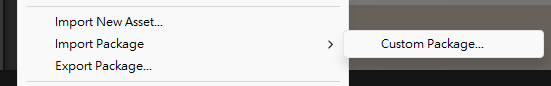 Import New Asset...
Import Package
Custom Package...
Export Package...